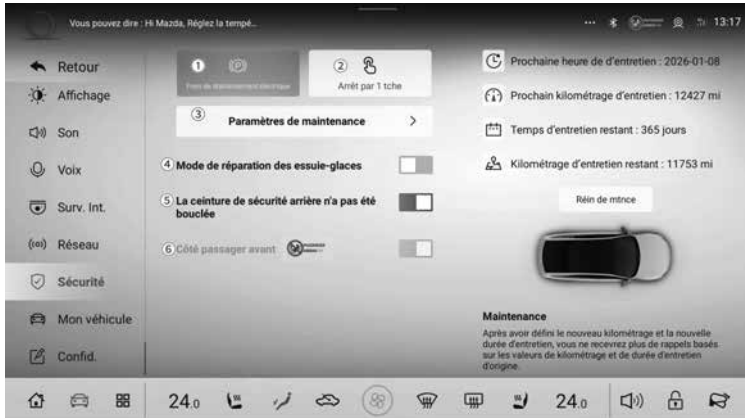 Vous pouvez dire : Hi Mazda, Réglez la tempé...
13:17
Retour
Affichage
Son
Voix
Surv. Int.
Réseau
Sécurité
Mon véhicule
Confid.
1
Frein de stationnement électrique
2
Arrêt par 1 tche
3 Paramètres de maintenance >
4 Mode de réparation des essuie-glaces
5 La ceinture de sécurité arrière n'a pas été
bouclée
6 Côté passager avant
Prochaine heure de d'entretien : 2026-01-08
Prochain kilométrage d'entretien : 12427 mi
Temps d'entretien restant : 365 jours
Kilométrage d'entretien restant : 11753 mi
Réin de mtnce
Maintenance
Après avoir défini le nouveau kilométrage et la nouvelle
durée d'entretien, vous ne recevrez plus de rappels basés
sur les valeurs de kilométrage et de durée d'entretien
d'origine.
24.0
24.0